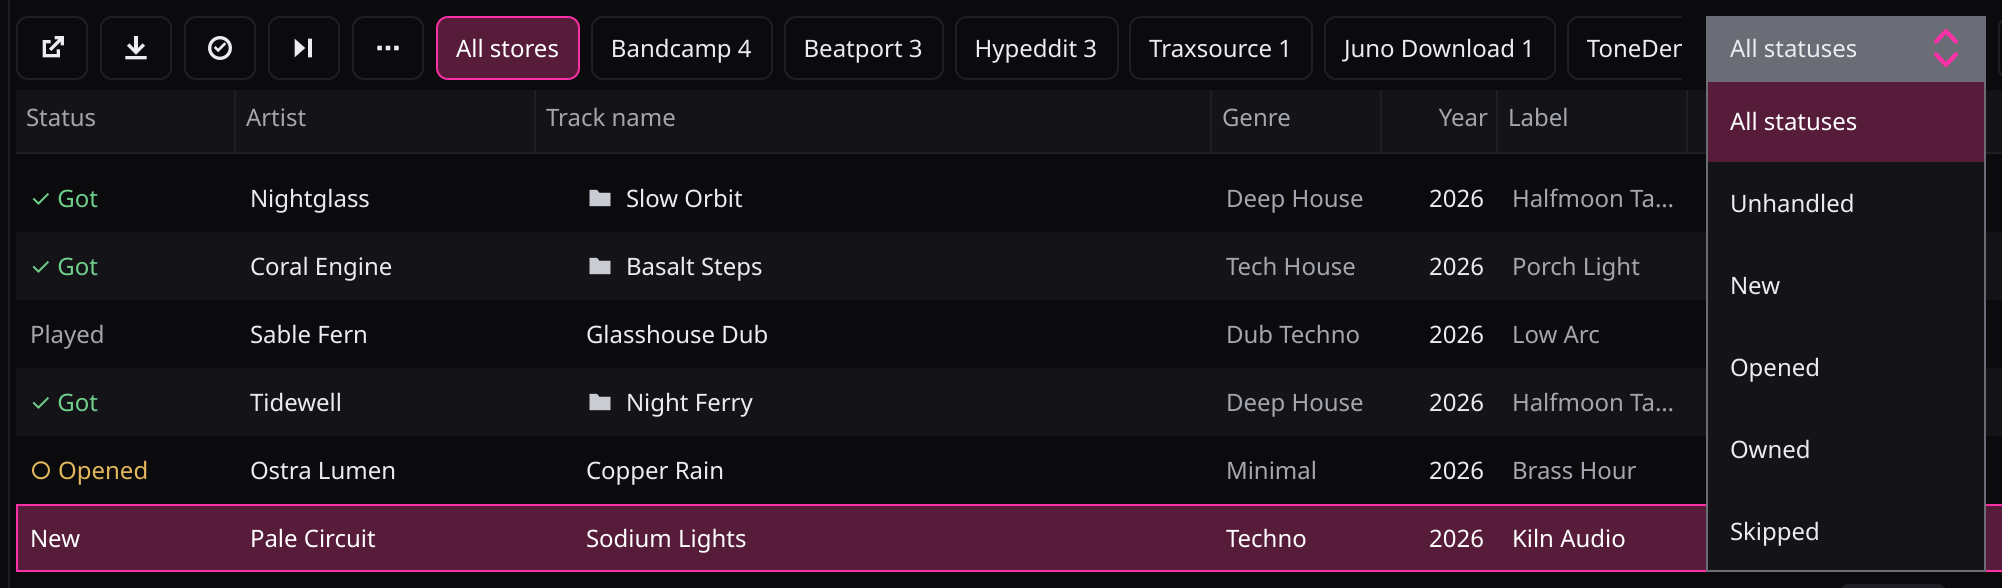 All stores Bandcamp 4 Beatport 3 Hypeddit 3 Traxsource 1 Juno Download 1 ToneDer All statuses
Status Artist Track name Genre Year Label
All statuses
Got Nightglass Slow Orbit Deep House 2026 Halfmoon Ta...
Unhandled
Got Coral Engine Basalt Steps Tech House 2026 Porch Light
New
Played Sable Fern Glasshouse Dub Dub Techno 2026 Low Arc
Opened
Got Tidewell Night Ferry Deep House 2026 Halfmoon Ta...
Owned
Opened Ostra Lumen Copper Rain Minimal 2026 Brass Hour
Skipped
New Pale Circuit Sodium Lights Techno 2026 Kiln Audio